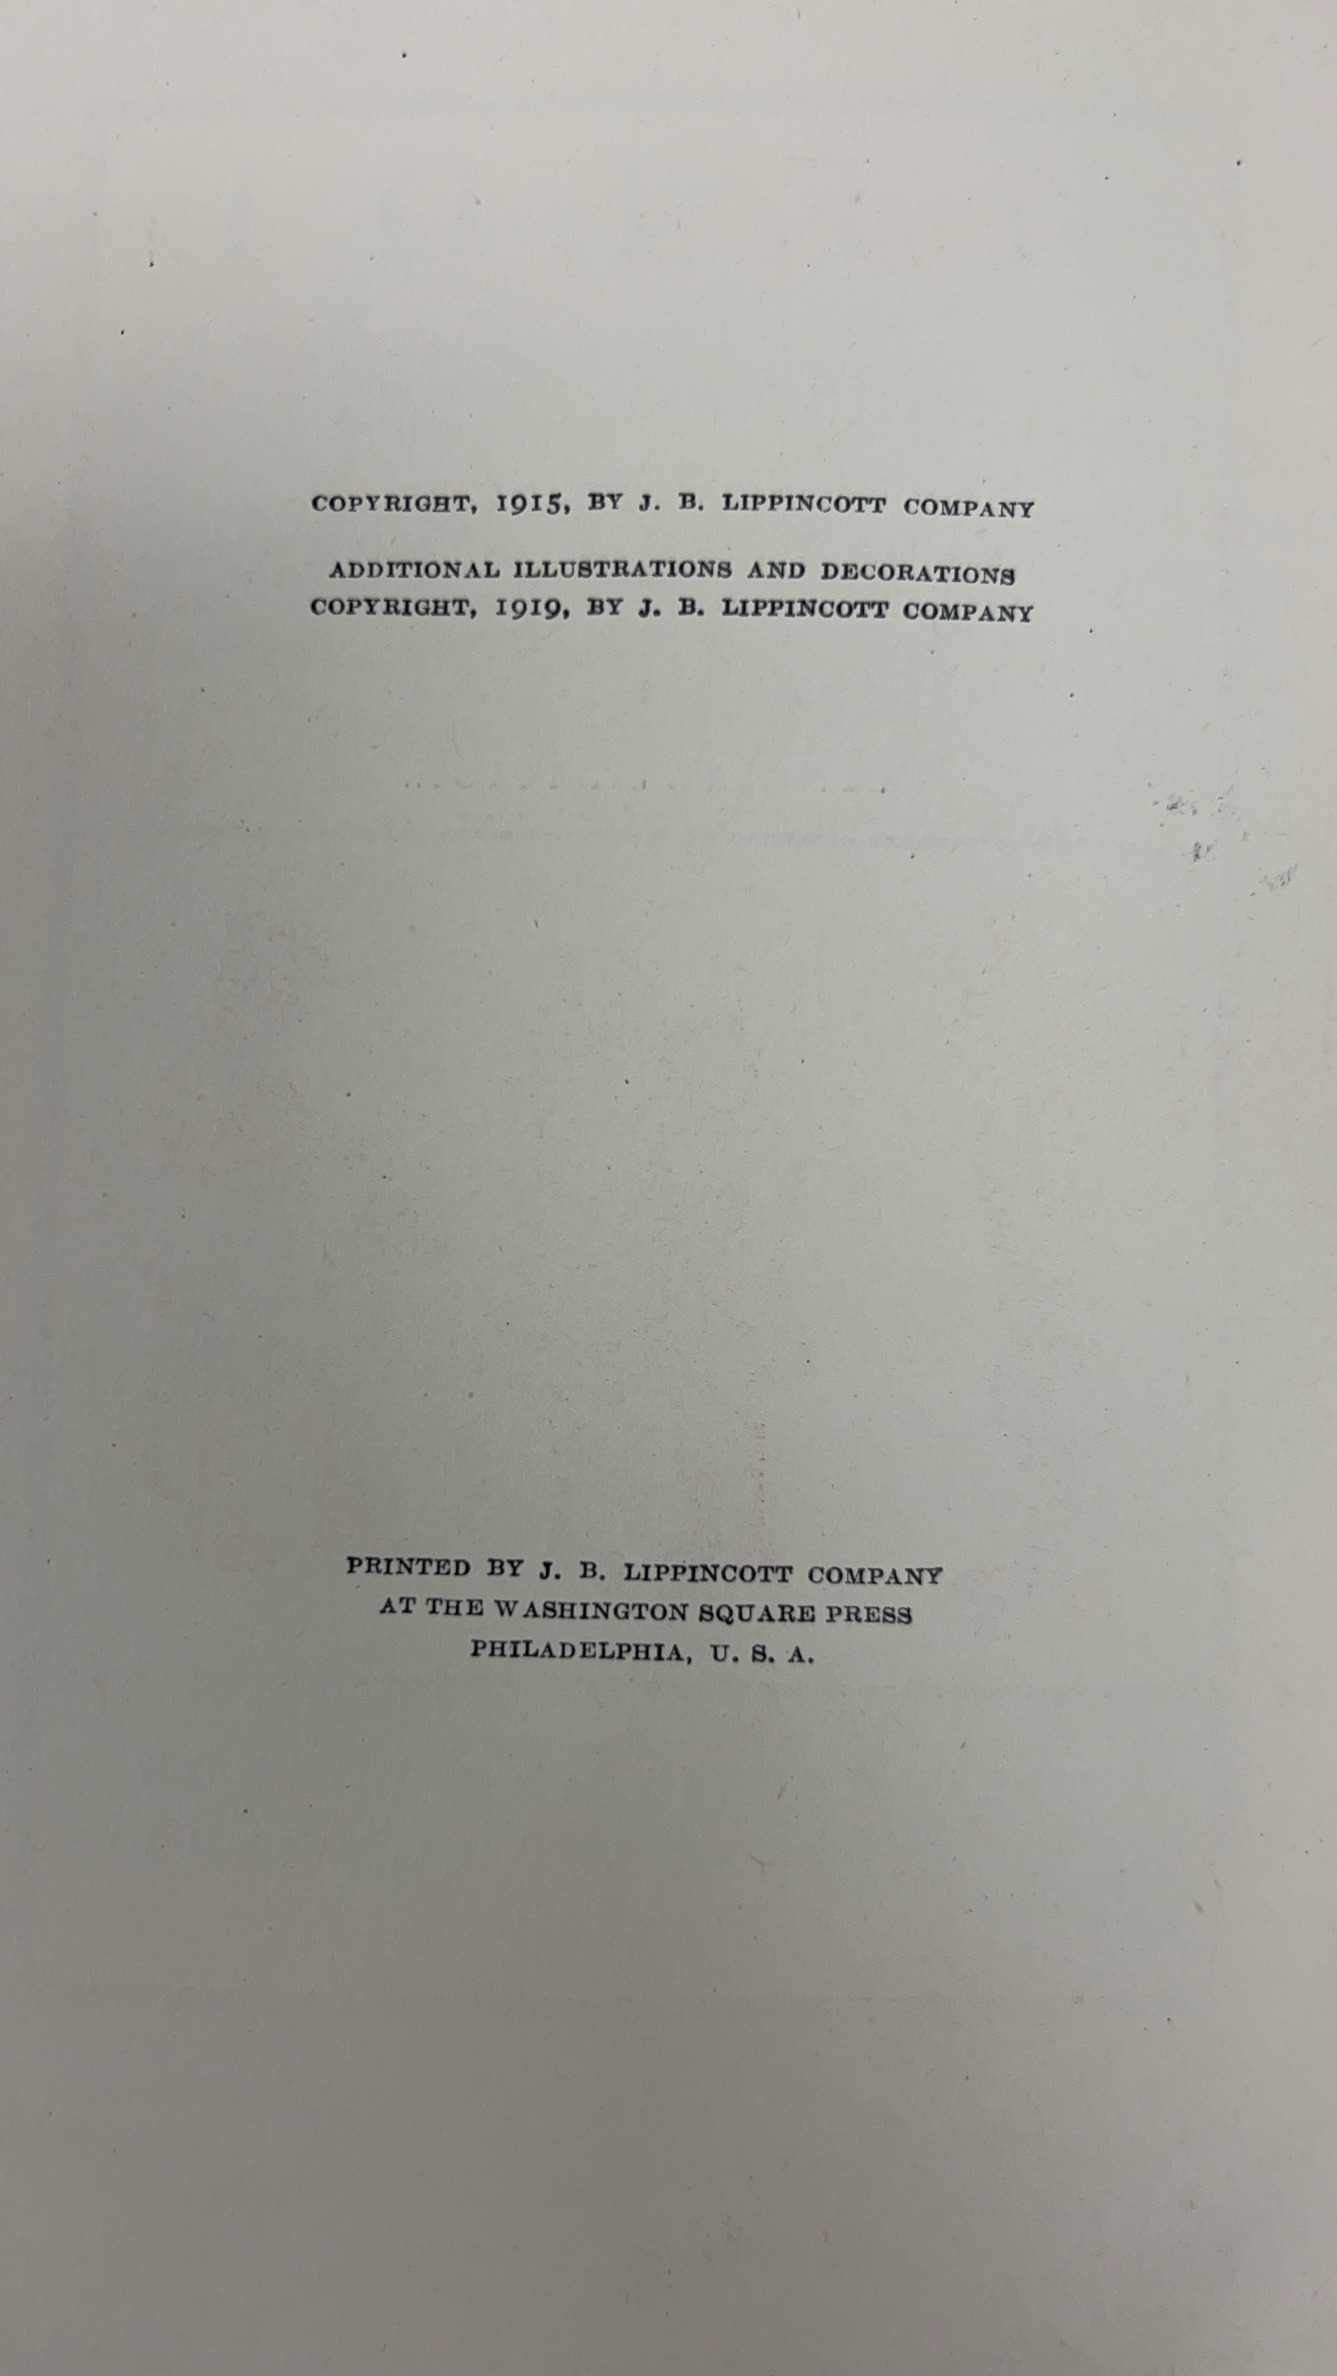 COPYRIGHT, 1915, BY J. B. LIPPINCOTT COMPANY
ADDITIONAL ILLUSTRATIONS AND DECORATIONS
COPYRIGHT, 1919, BY J. B. LIPPINCOTT COMPANY
PRINTED BY J. B. LIPPINCOTT COMPANY
AT THE WASHINGTON SQUARE PRESS
PHILADELPHIA, U. S. A.